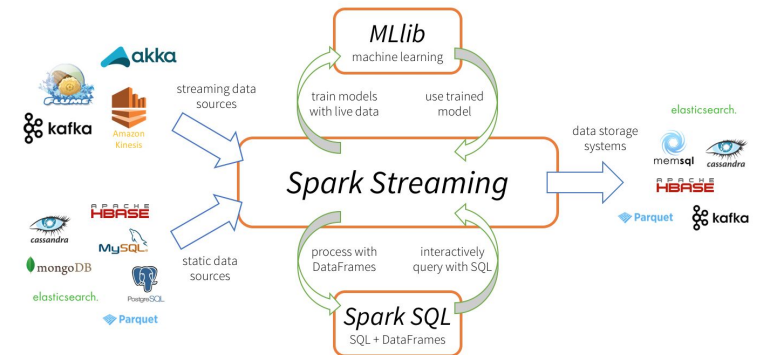 MLlib
machine learning
akka
FLUME
streaming data
sources
kafka
Amazon
Kinesis
train models
with live data
use trained
model
data storage
systems
elasticsearch.
memsql
cassandra
APACHE
HBASE
Parquet
kafka
Spark Streaming
APACHE
HBASE
cassandra
MySQL
mongoDB
PostgreSQL
elasticsearch.
Parquet
static data
sources
process with
DataFrames
interactively
query with SQL
Spark SQL
SQL + DataFrames